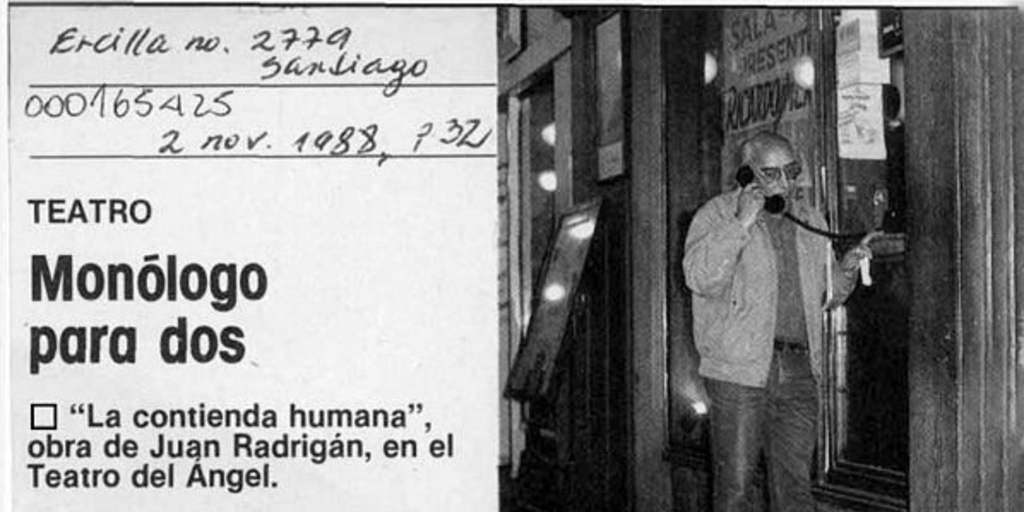 Ercilla no. 2779
Santiago
000165425
2 nov. 1988, p 32
TEATRO
Monólogo
para dos
□ “La contienda humana”,
obra de Juan Radrigán, en el
Teatro del Ángel.
SALA
PRESENT